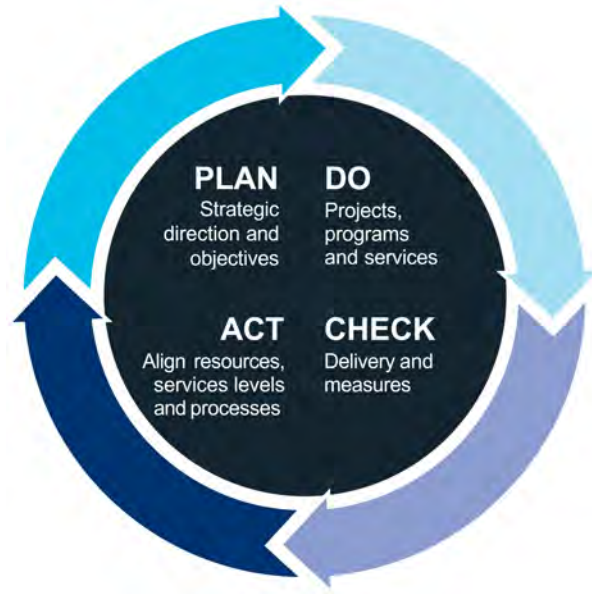 PLAN
Strategic
direction and
objectives
DO
Projects,
programs
and services
ACT
Align resources,
services levels
and processes
CHECK
Delivery and
measures